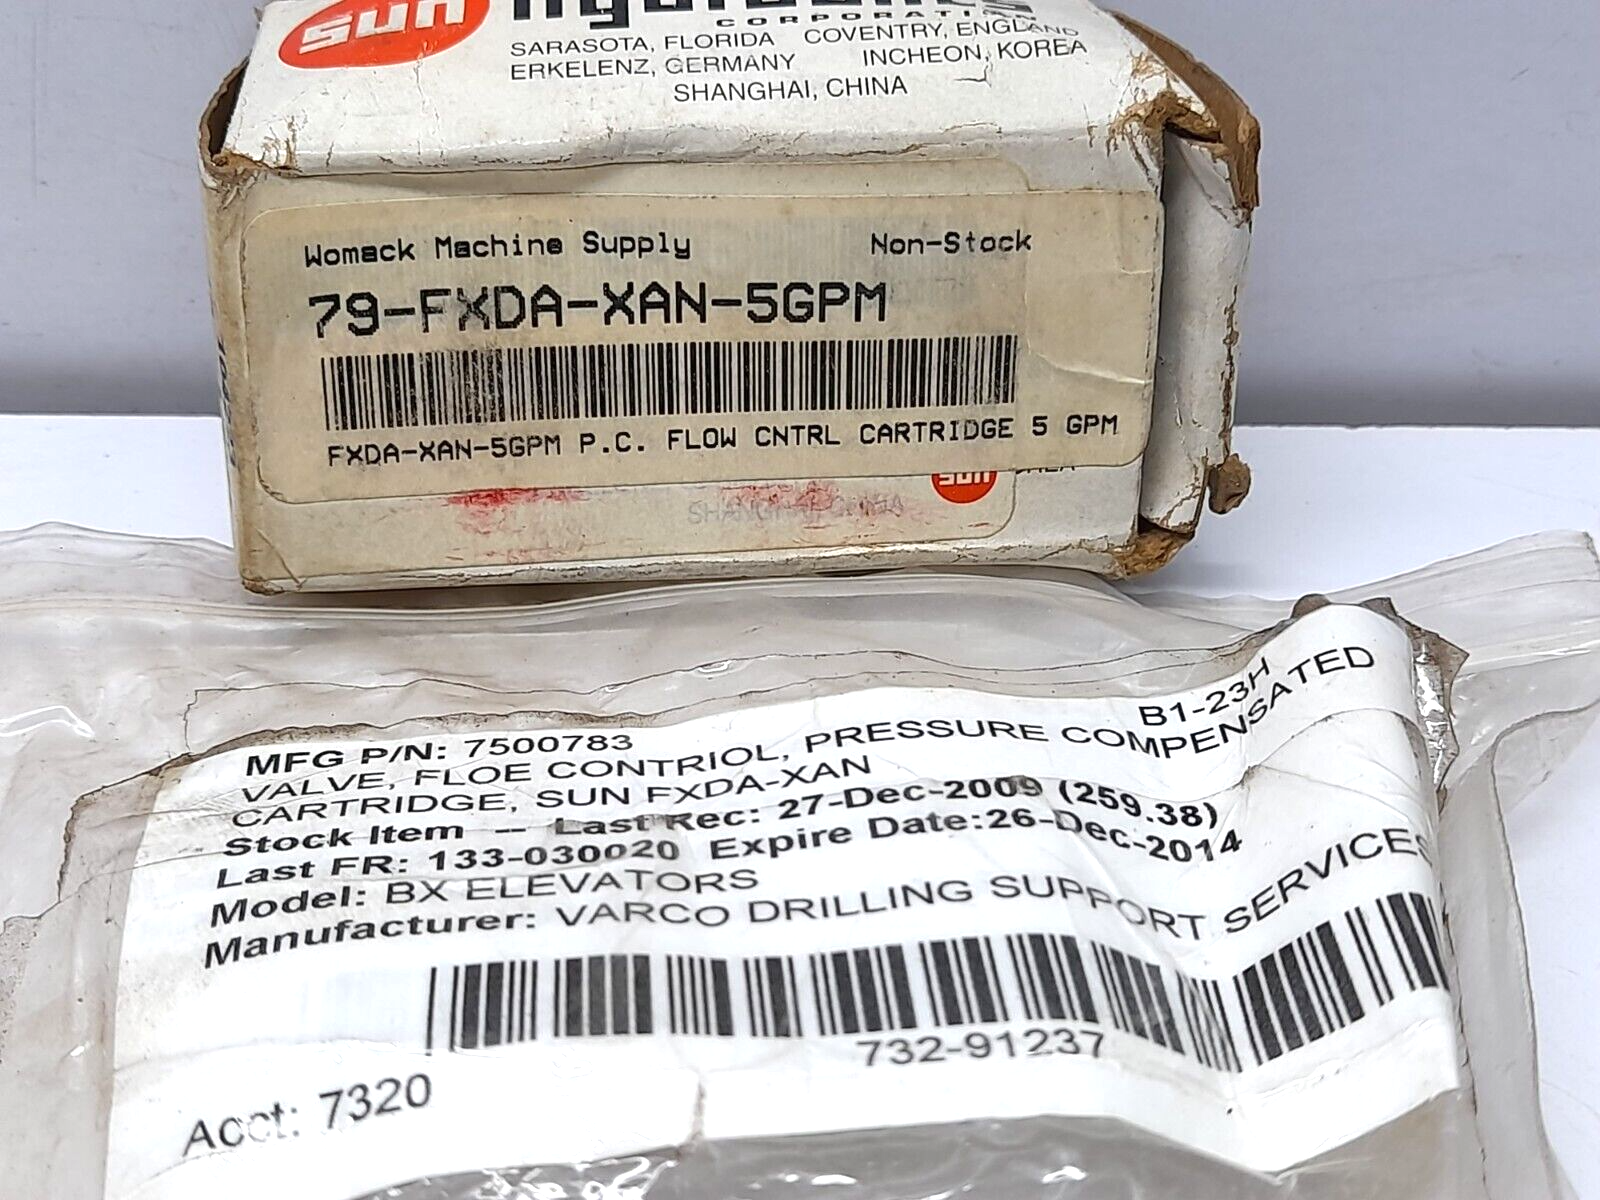 sun hydraulics
CORPORATION
SARASOTA, FLORIDA COVENTRY, ENGLAND
ERKELENZ, GERMANY INCHEON, KOREA
SHANGHAI, CHINA
Womack Machine Supply Non-Stock
79-FXDA-XAN-5GPM
FXDA-XAN-5GPM P.C. FLOW CNTRL CARTRIDGE 5 GPM
sun
SHANGHAI, CHINA
B1-23H
MFG P/N: 7500783
VALVE, FLOE CONTRIOL, PRESSURE COMPENSATED
CARTRIDGE, SUN FXDA-XAN
Stock Item -- Last Rec: 27-Dec-2009 (259.38)
Last FR: 133-030020 Expire Date:26-Dec-2014
Model: BX ELEVATORS
Manufacturer: VARCO DRILLING SUPPORT SERVICES
732-91237
Acct: 7320